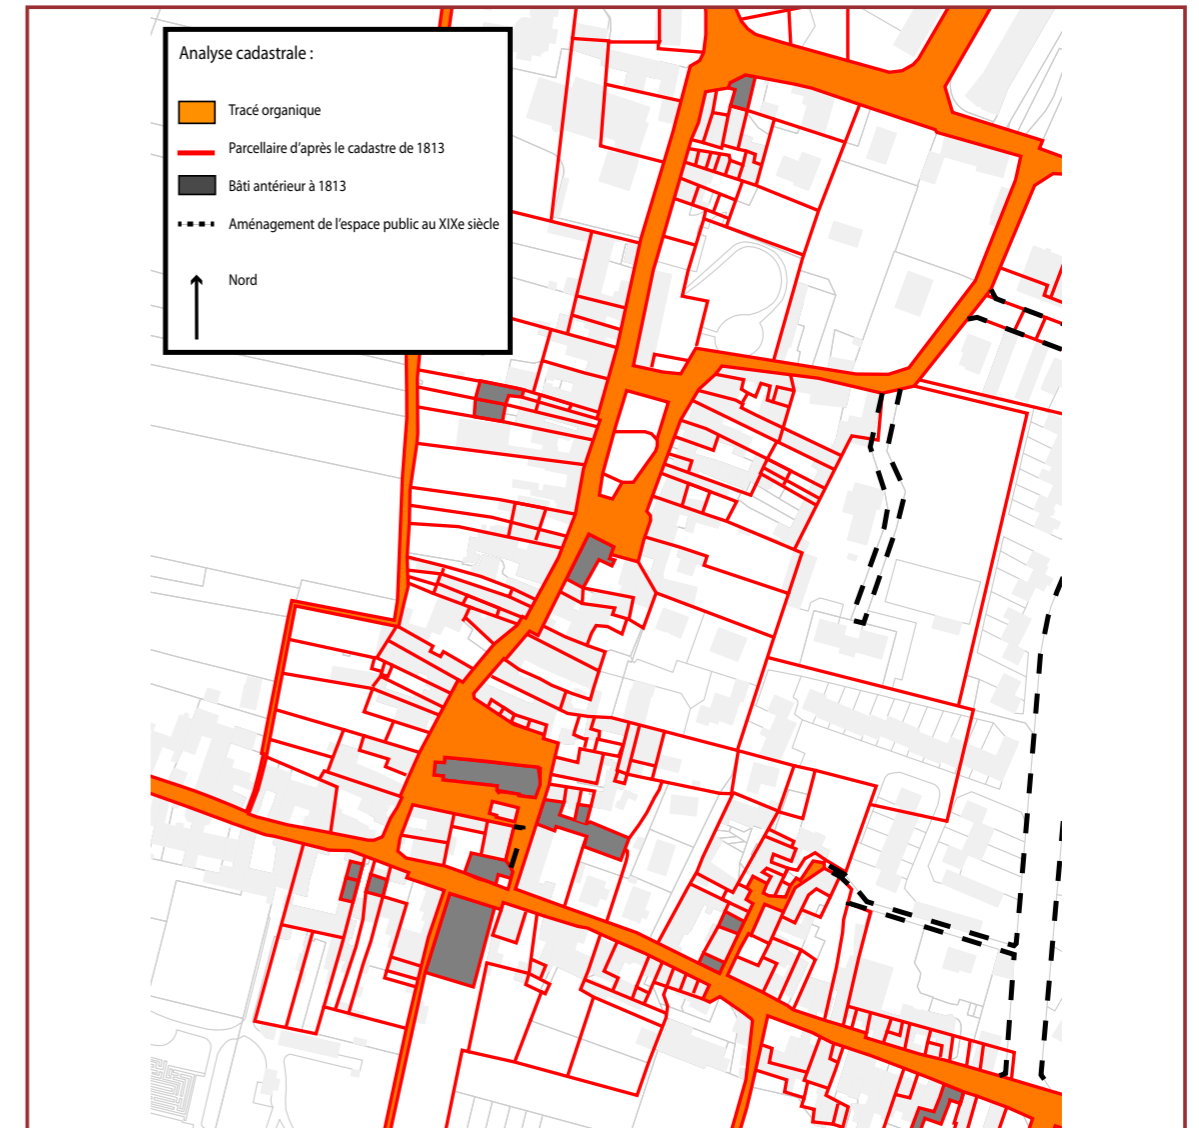 Analyse cadastrale :
Tracé organique
Parcellaire d'après le cadastre de 1813
Bâti antérieur à 1813
Aménagement de l'espace public au XIXe siècle
Nord